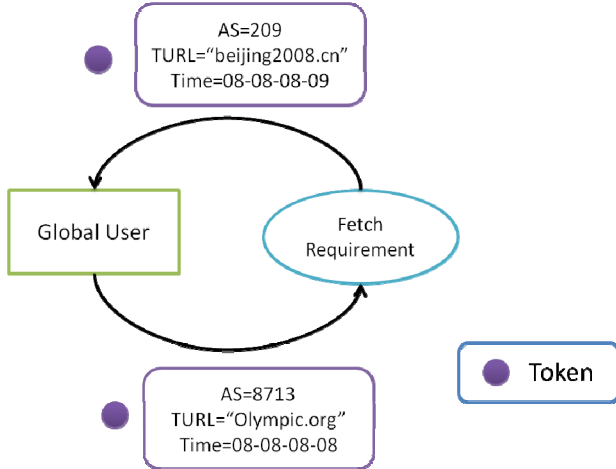 AS=209
TURL=“beijing2008.cn”
Time=08-08-08-09
Global User
Fetch
Requirement
AS=8713
TURL=“Olympic.org”
Time=08-08-08-08
Token